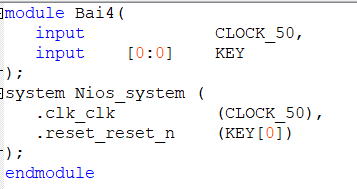 module Bai4(
input CLOCK_50,
input [0:0] KEY
);
system Nios_system (
.clk_clk (CLOCK_50),
.reset_reset_n (KEY[0])
);
endmodule